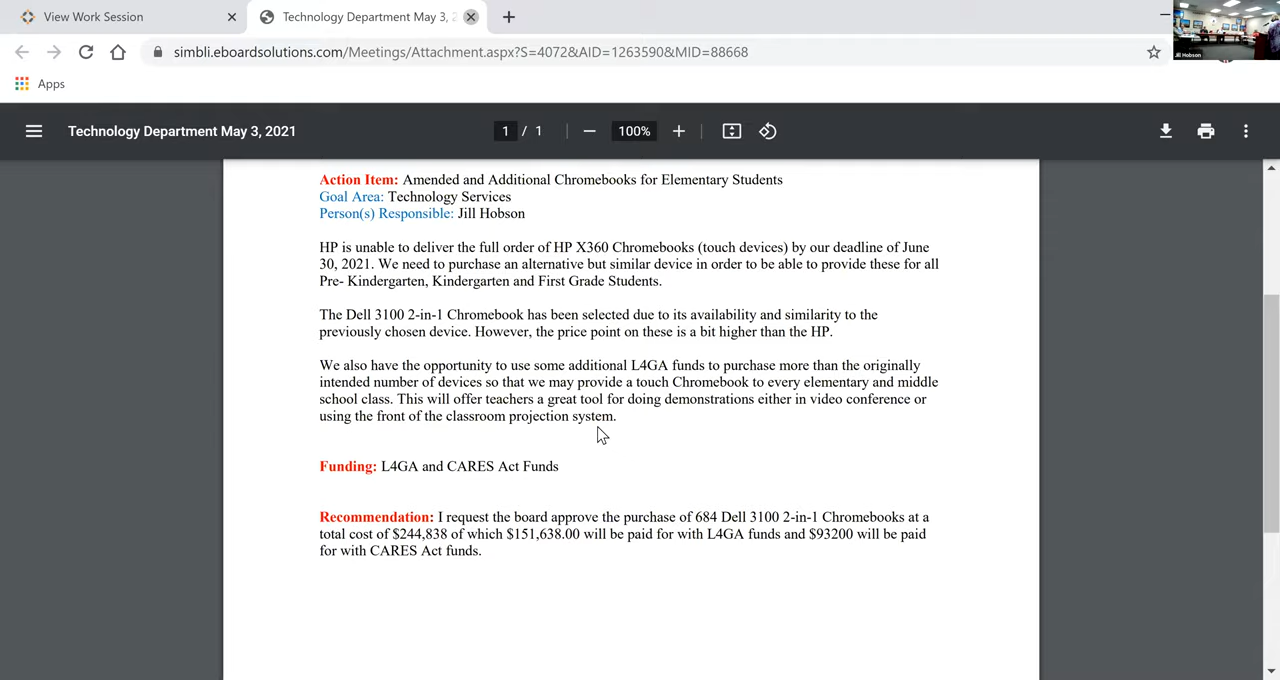 View Work Session
Technology Department May 3, 2
simbli.eboardsolutions.com/Meetings/Attachment.aspx?S=4072&AID=1263590&MID=88668
Jill Hobson
Apps
Technology Department May 3, 2021
1 / 1
100%
Action Item: Amended and Additional Chromebooks for Elementary Students
Goal Area: Technology Services
Person(s) Responsible: Jill Hobson
HP is unable to deliver the full order of HP X360 Chromebooks (touch devices) by our deadline of June
30, 2021. We need to purchase an alternative but similar device in order to be able to provide these for all
Pre- Kindergarten, Kindergarten and First Grade Students.
The Dell 3100 2-in-1 Chromebook has been selected due to its availability and similarity to the
previously chosen device. However, the price point on these is a bit higher than the HP.
We also have the opportunity to use some additional L4GA funds to purchase more than the originally
intended number of devices so that we may provide a touch Chromebook to every elementary and middle
school class. This will offer teachers a great tool for doing demonstrations either in video conference or
using the front of the classroom projection system.
Funding: L4GA and CARES Act Funds
Recommendation: I request the board approve the purchase of 684 Dell 3100 2-in-1 Chromebooks at a
total cost of $244,838 of which $151,638.00 will be paid for with L4GA funds and $93200 will be paid
for with CARES Act funds.